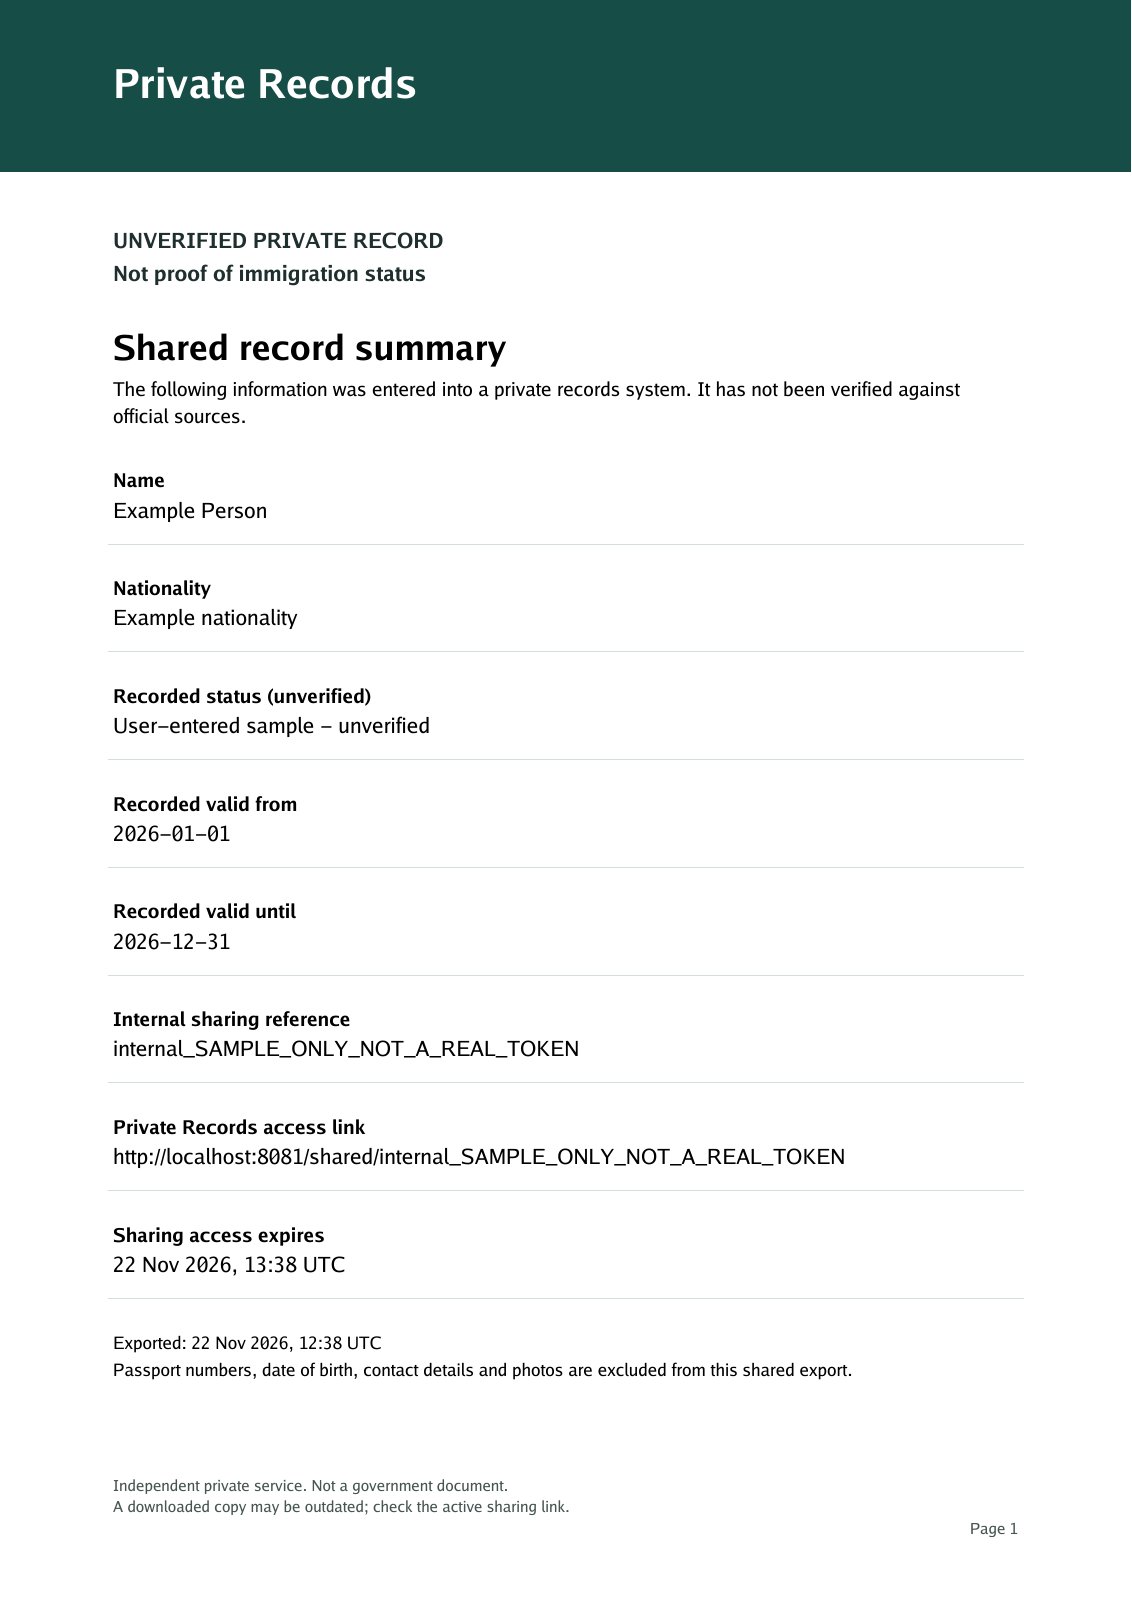 Private Records
UNVERIFIED PRIVATE RECORD
Not proof of immigration status
Shared record summary
The following information was entered into a private records system. It has not been verified against
official sources.
Name
Example Person
Nationality
Example nationality
Recorded status (unverified)
User-entered sample - unverified
Recorded valid from
2026-01-01
Recorded valid until
2026-12-31
Internal sharing reference
internal_SAMPLE_ONLY_NOT_A_REAL_TOKEN
Private Records access link
http://localhost:8081/shared/internal_SAMPLE_ONLY_NOT_A_REAL_TOKEN
Sharing access expires
22 Nov 2026, 13:38 UTC
Exported: 22 Nov 2026, 12:38 UTC
Passport numbers, date of birth, contact details and photos are excluded from this shared export.
Independent private service. Not a government document.
A downloaded copy may be outdated; check the active sharing link.
Page 1